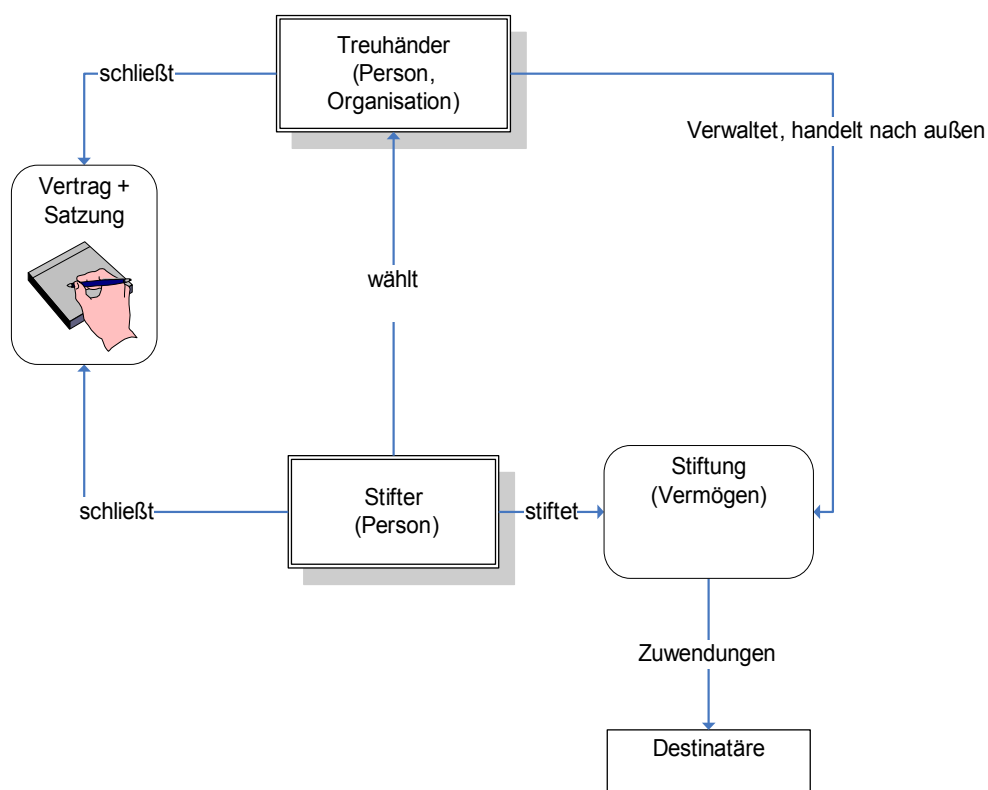 Treuhänder
(Person,
Organisation)
schließt
Verwaltet, handelt nach außen
Vertrag +
Satzung
wählt
Stifter
(Person)
schließt
stiftet
Stiftung
(Vermögen)
Zuwendungen
Destinatäre